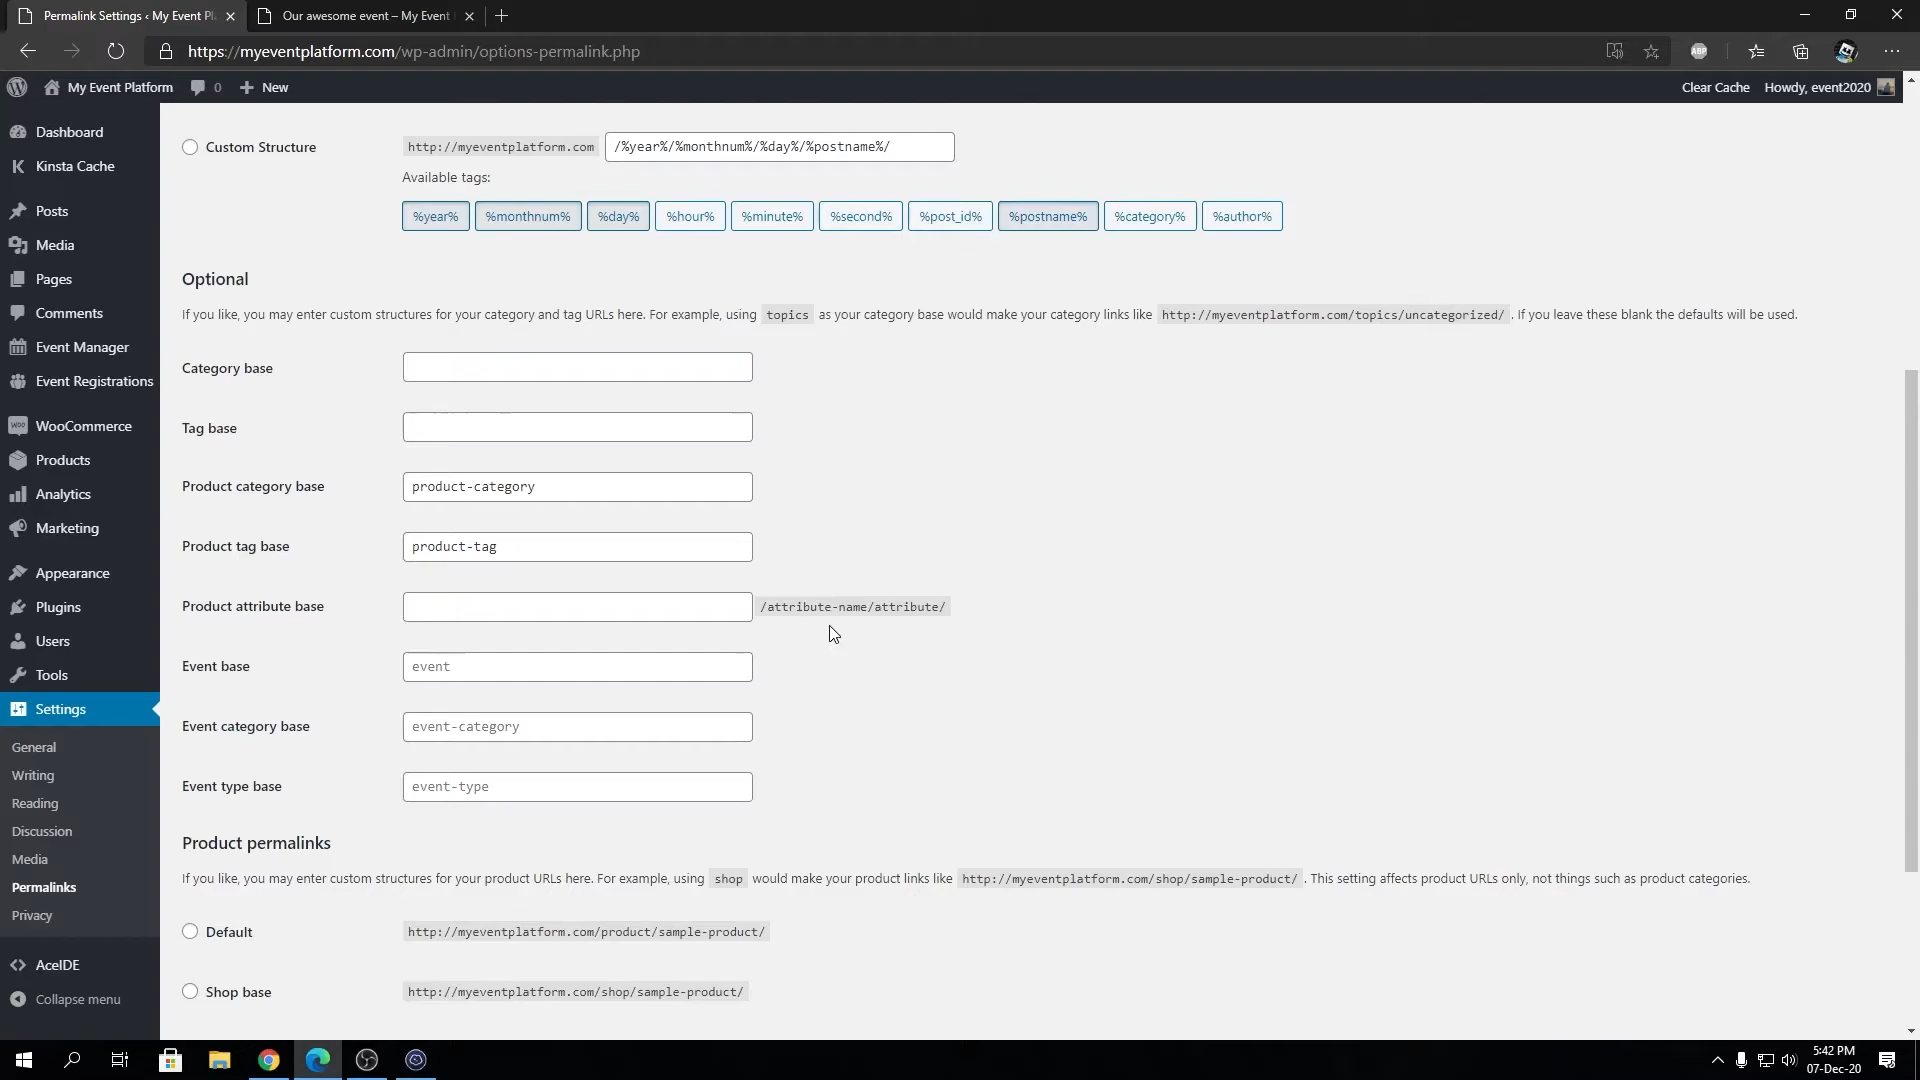 Permalink Settings ‹ My Event Pl
Our awesome event – My Event
https://myeventplatform.com/wp-admin/options-permalink.php
ABP
My Event Platform
0
New
Clear Cache
Howdy, event2020
Dashboard
Kinsta Cache
Posts
Media
Pages
Comments
Event Manager
Event Registrations
WooCommerce
Products
Analytics
Marketing
Appearance
Plugins
Users
Tools
Settings
General
Writing
Reading
Discussion
Media
Permalinks
Privacy
AceIDE
Collapse menu
Custom Structure
http://myeventplatform.com
/%year%/%monthnum%/%day%/%postname%/
Available tags:
%year% %monthnum% %day% %hour% %minute% %second% %post_id% %postname% %category% %author%
Optional
If you like, you may enter custom structures for your category and tag URLs here. For example, using topics as your category base would make your category links like http://myeventplatform.com/topics/uncategorized/ . If you leave these blank the defaults will be used.
Category base
Tag base
Product category base
product-category
Product tag base
product-tag
Product attribute base
/attribute-name/attribute/
Event base
event
Event category base
event-category
Event type base
event-type
Product permalinks
If you like, you may enter custom structures for your product URLs here. For example, using shop would make your product links like http://myeventplatform.com/shop/sample-product/ . This setting affects product URLs only, not things such as product categories.
Default
http://myeventplatform.com/product/sample-product/
Shop base
http://myeventplatform.com/shop/sample-product/
5:42 PM
07-Dec-20